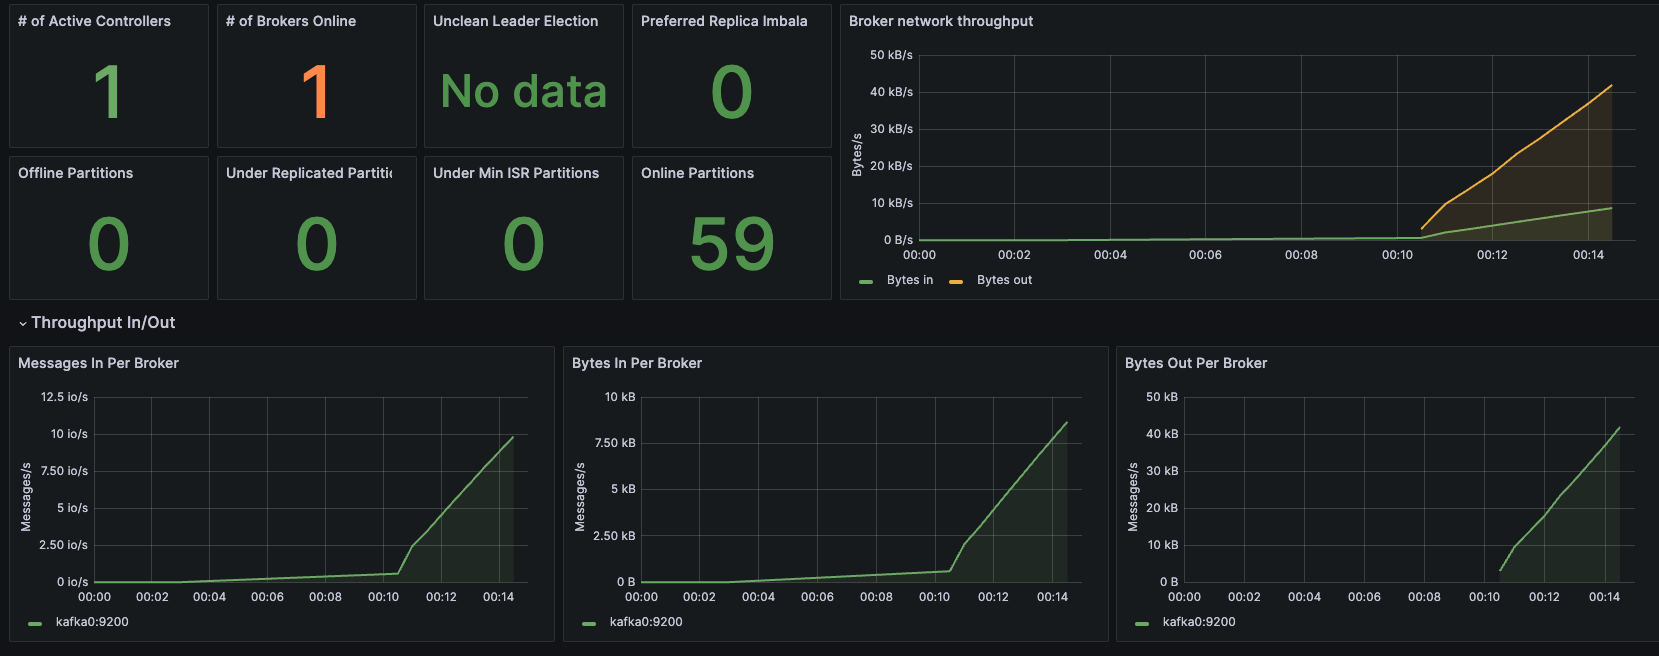 # of Active Controllers
1
# of Brokers Online
1
Unclean Leader Election
No data
Preferred Replica Imbala
0
Offline Partitions
0
Under Replicated Partitic
0
Under Min ISR Partitions
0
Online Partitions
59
Broker network throughput
Bytes/s
50 kB/s
40 kB/s
30 kB/s
20 kB/s
10 kB/s
0 B/s
00:00 00:02 00:04 00:06 00:08 00:10 00:12 00:14
Bytes in Bytes out
Throughput In/Out
Messages In Per Broker
Messages/s
12.5 io/s
10 io/s
7.50 io/s
5 io/s
2.50 io/s
0 io/s
00:00 00:02 00:04 00:06 00:08 00:10 00:12 00:14
kafka0:9200
Bytes In Per Broker
Messages/s
10 kB
7.50 kB
5 kB
2.50 kB
0 B
00:00 00:02 00:04 00:06 00:08 00:10 00:12 00:14
kafka0:9200
Bytes Out Per Broker
Messages/s
50 kB
40 kB
30 kB
20 kB
10 kB
0 B
00:00 00:02 00:04 00:06 00:08 00:10 00:12 00:14
kafka0:9200